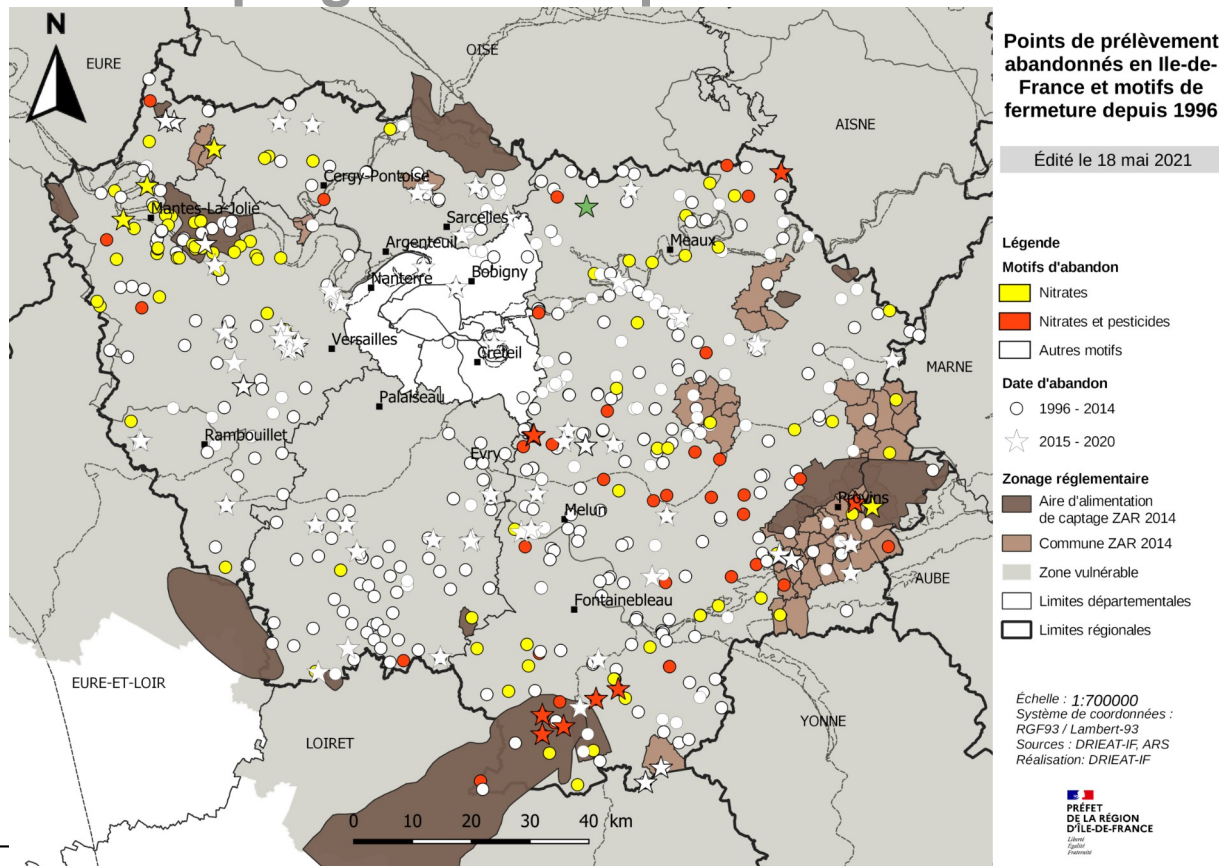 N
EURE
OISE
AISNE
Cergy-Pontoise
Mantes-La-Jolie
Sarcelles
Argenteuil
Meaux
Nanterre
Bobigny
Versailles
Créteil
MARNE
Palaiseau
Rambouillet
Evry
Provins
Melun
AUBE
Fontainebleau
EURE-ET-LOIR
LOIRET
YONNE
0 10 20 30 40 km
Points de prélèvement
abandonnés en Ile-de-
France et motifs de
fermeture depuis 1996
Édité le 18 mai 2021
Légende
Motifs d'abandon
Nitrates
Nitrates et pesticides
Autres motifs
Date d'abandon
1996 - 2014
2015 - 2020
Zonage réglementaire
Aire d'alimentation
de captage ZAR 2014
Commune ZAR 2014
Zone vulnérable
Limites départementales
Limites régionales
Échelle : 1:700000
Système de coordonnées :
RGF93 / Lambert-93
Sources : DRIEAT-IF, ARS
Réalisation: DRIEAT-IF
PRÉFET
DE LA RÉGION
D'ÎLE-DE-FRANCE
Liberté
Égalité
Fraternité